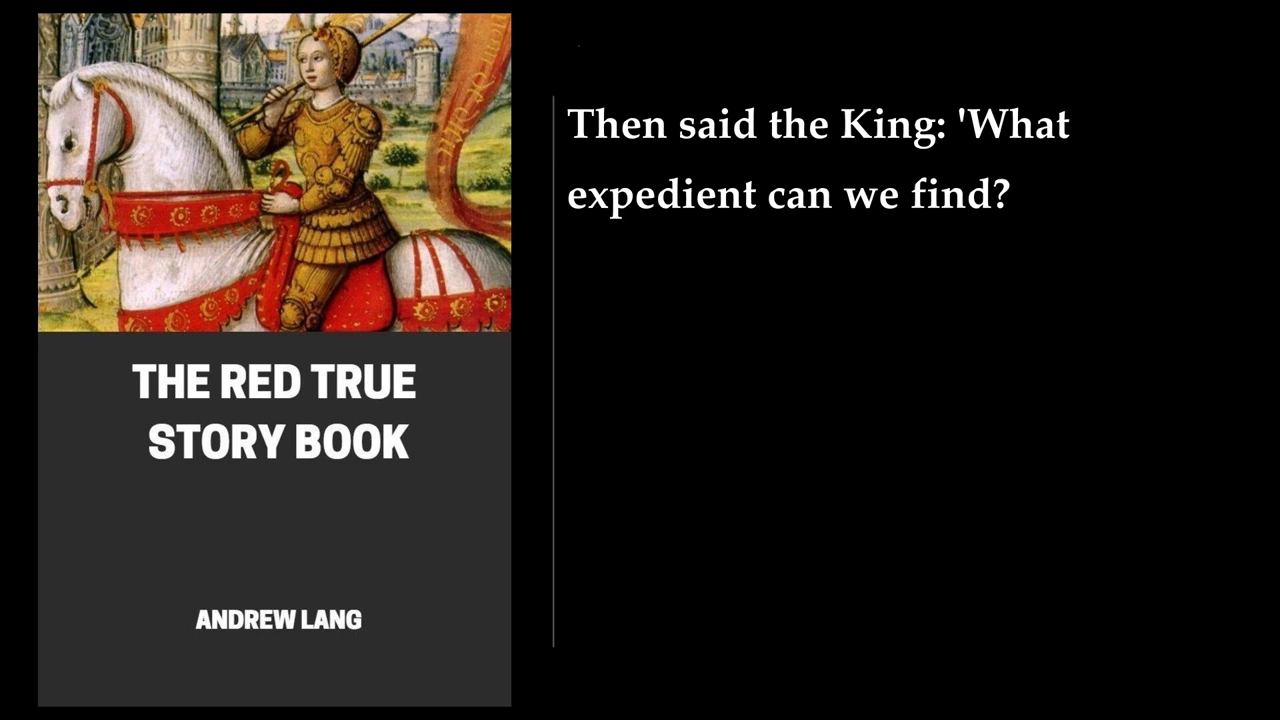 THE RED TRUE
STORY BOOK
ANDREW LANG
Then said the King: 'What
expedient can we find?